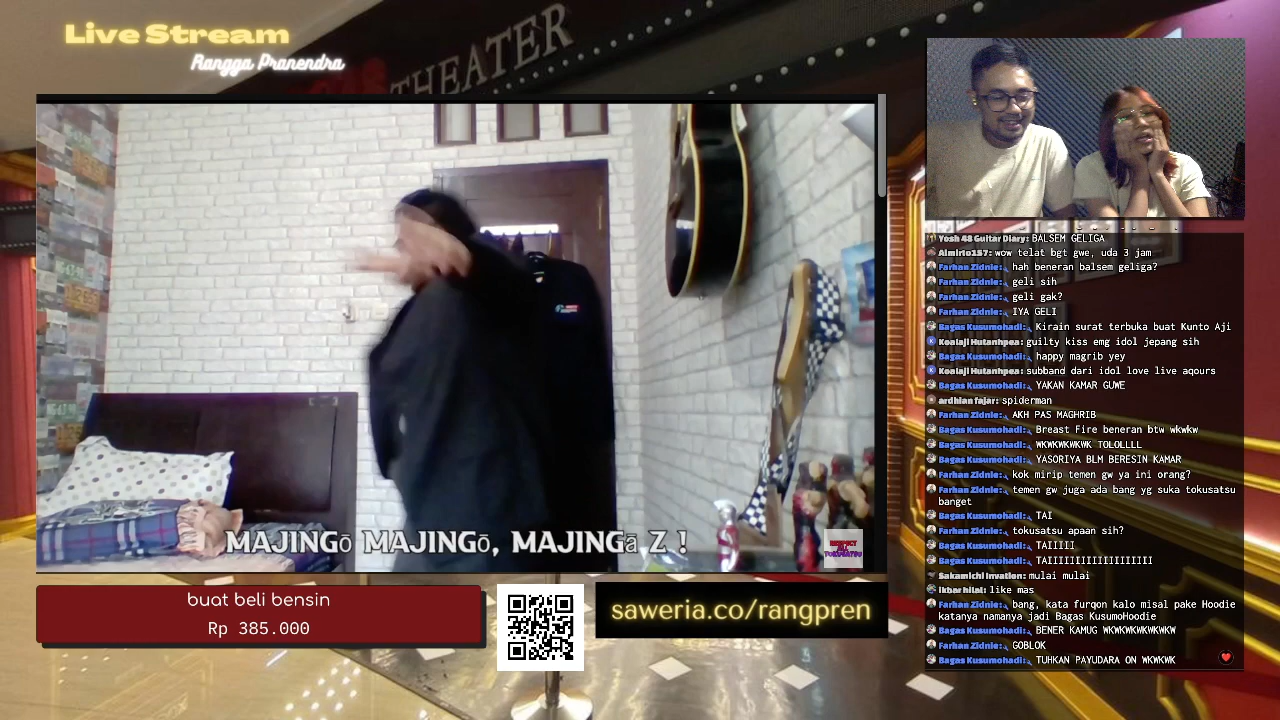 Live Stream
Rangga Pranendra
THEATER
MAJINGō MAJINGō, MAJINGā Z !
buat beli bensin
Rp 385.000
saweria.co/rangpren
Yosh 48 Guitar Diary: BALSEM GELIGA
Almirio157: wow telat bgt gwe, uda 3 jam
Farhan Zidnie: hah beneran balsem geliga?
Farhan Zidnie: geli sih
Farhan Zidnie: geli gak?
Farhan Zidnie: IYA GELI
Bagas Kusumohadi: Kirain surat terbuka buat Kunto Aji
Koalaji Hutanhpea: guilty kiss emg idol jepang sih
Bagas Kusumohadi: happy magrib yey
Koalaji Hutanhpea: subband dari idol love live aqours
Bagas Kusumohadi: YAKAN KAMAR GUWE
ardhian fajar: spiderman
Farhan Zidnie: AKH PAS MAGHRIB
Bagas Kusumohadi: Breast Fire beneran btw wkwkw
Bagas Kusumohadi: WKWKWKWKWK TOLOLLLL
Bagas Kusumohadi: YASORIYA BLM BERESIN KAMAR
Farhan Zidnie: kok mirip temen gw ya ini orang?
Farhan Zidnie: temen gw juga ada bang yg suka tokusatsu
banget
Bagas Kusumohadi: TAI
Farhan Zidnie: tokusatsu apaan sih?
Bagas Kusumohadi: TAIIIII
Bagas Kusumohadi: TAIIIIIIIIIIIIIIIIIII
Sakamichi Invation: mulai mulai
ikbar hilal: like mas
Farhan Zidnie: bang, kata furqon kalo misal pake Hoodie
katanya namanya jadi Bagas KusumoHoodie
Bagas Kusumohadi: BENER KAMUG WKWKWKWKWKWKW
Farhan Zidnie: GOBLOK
Bagas Kusumohadi: TUHKAN PAYUDARA ON WKWKWK